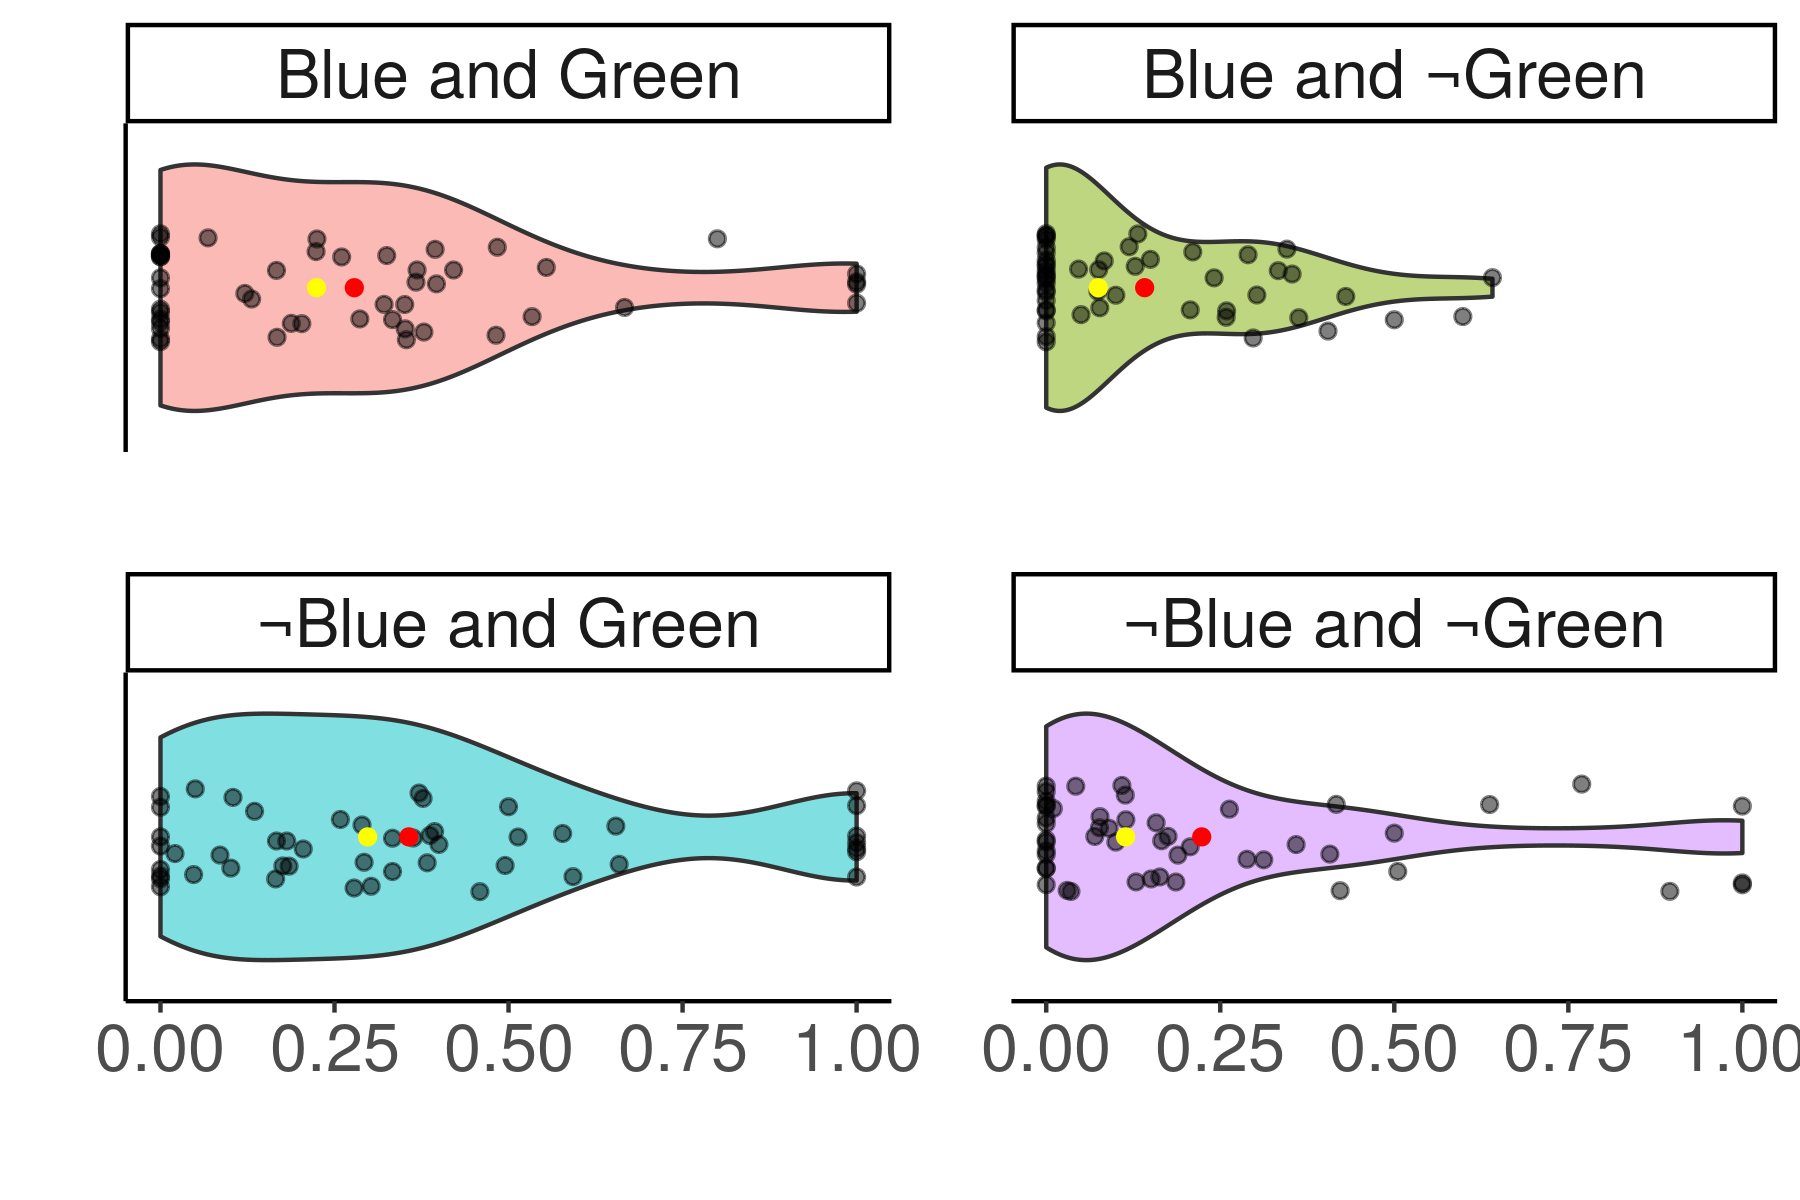 Blue and Green
Blue and ¬Green
¬Blue and Green
¬Blue and ¬Green
0.00 0.25 0.50 0.75 1.00
0.00 0.25 0.50 0.75 1.00